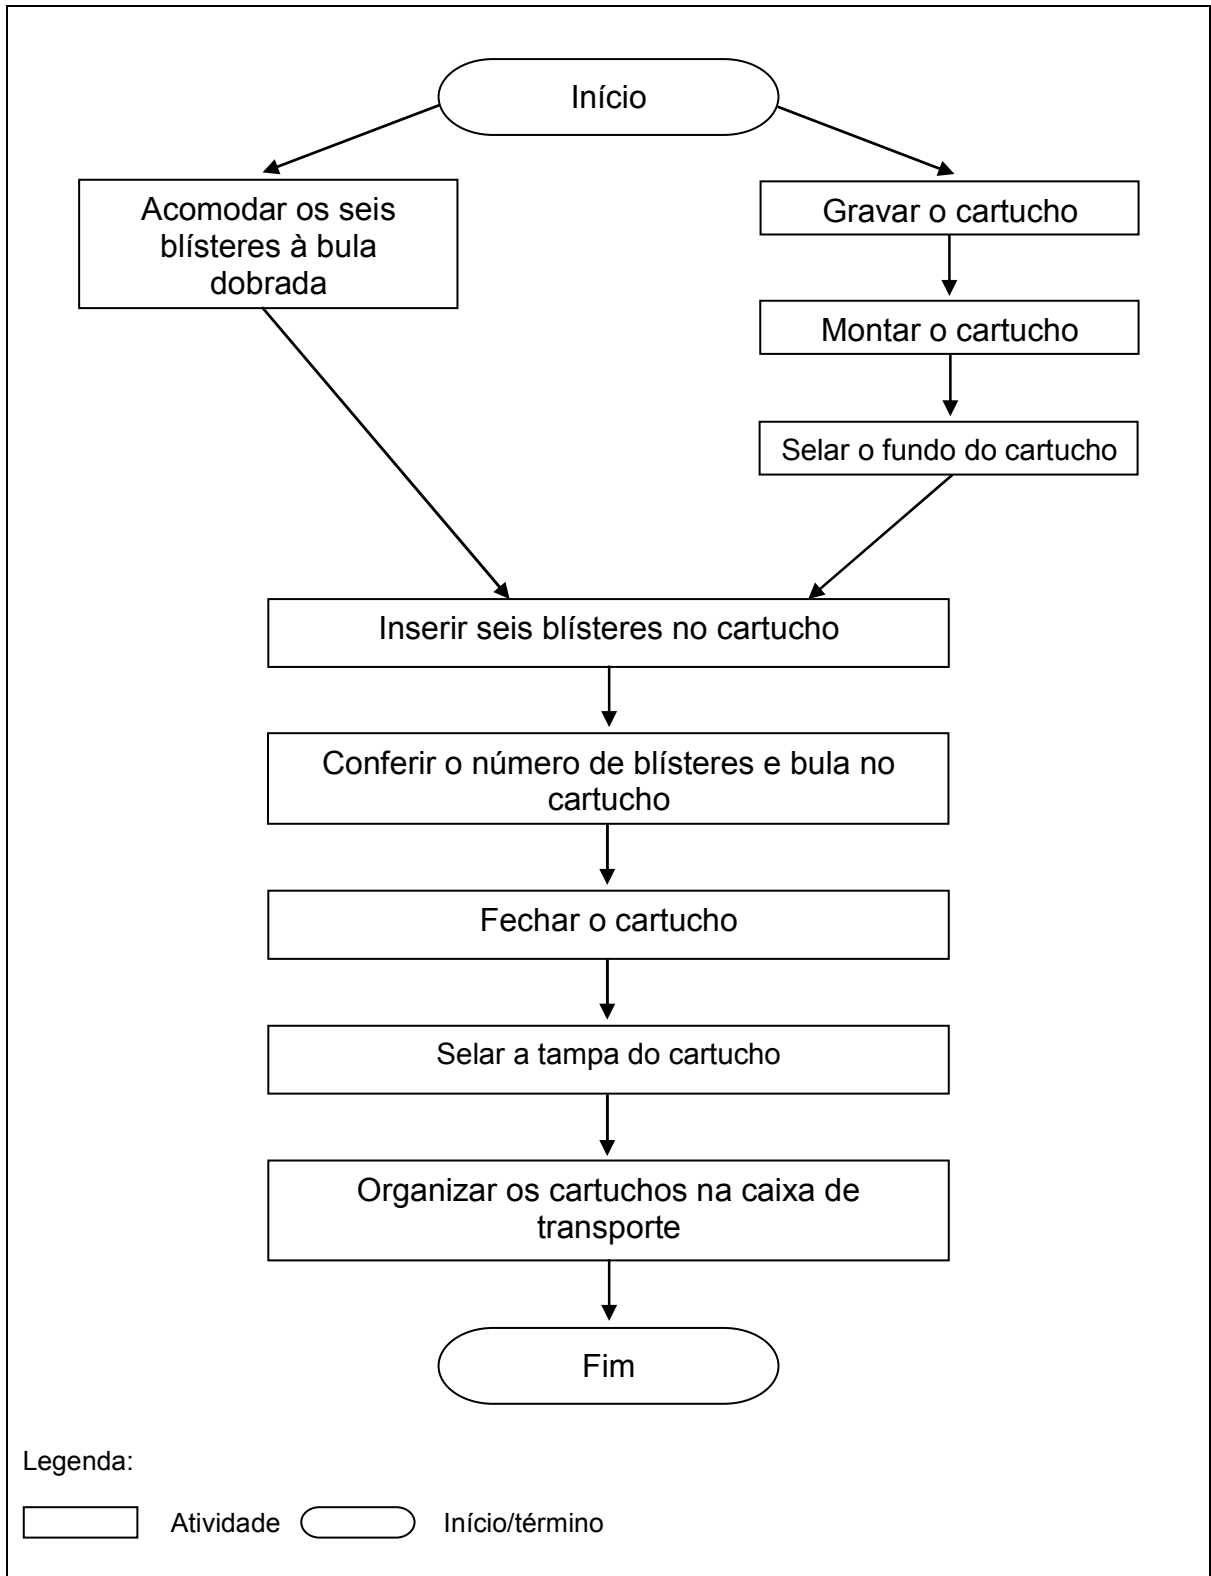 Início
Acomodar os seis
blísteres à bula
dobrada
Gravar o cartucho
Montar o cartucho
Selar o fundo do cartucho
Inserir seis blísteres no cartucho
Conferir o número de blísteres e bula no
cartucho
Fechar o cartucho
Selar a tampa do cartucho
Organizar os cartuchos na caixa de
transporte
Fim
Legenda:
Atividade
Início/término